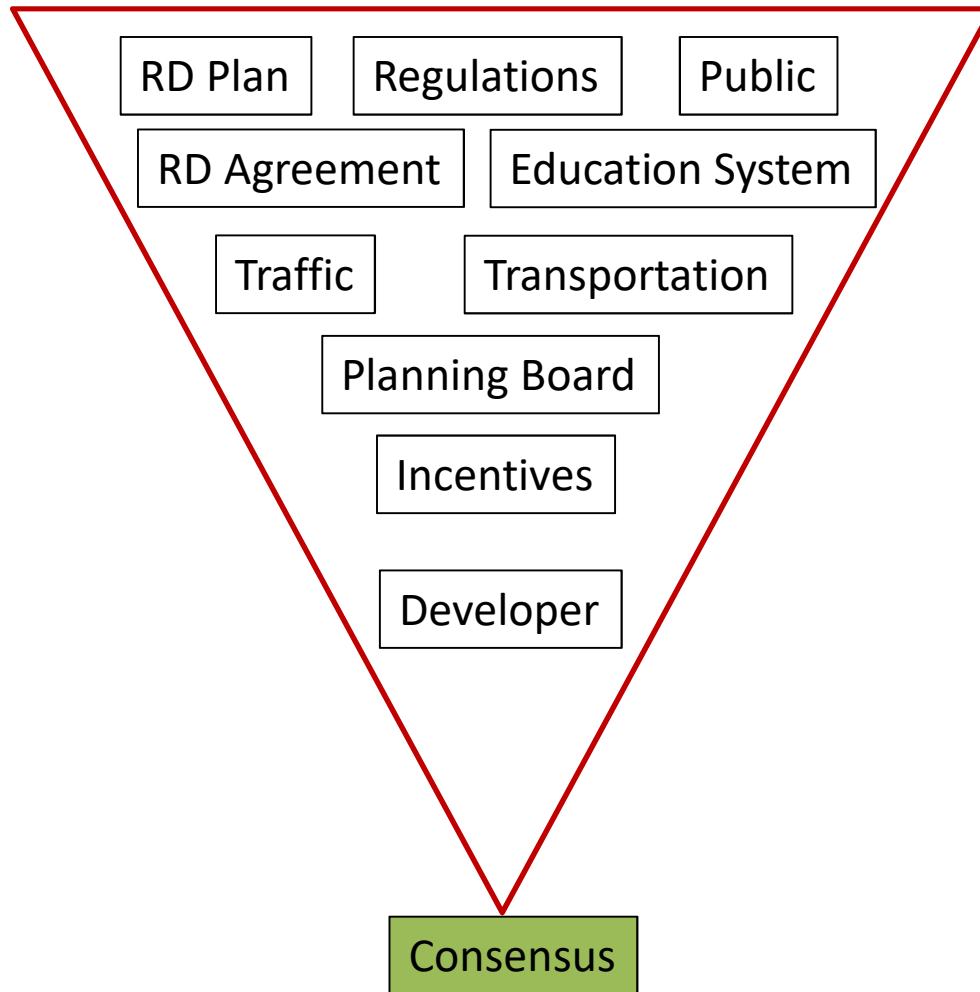 RD Plan
Regulations
Public
RD Agreement
Education System
Traffic
Transportation
Planning Board
Incentives
Developer
Consensus